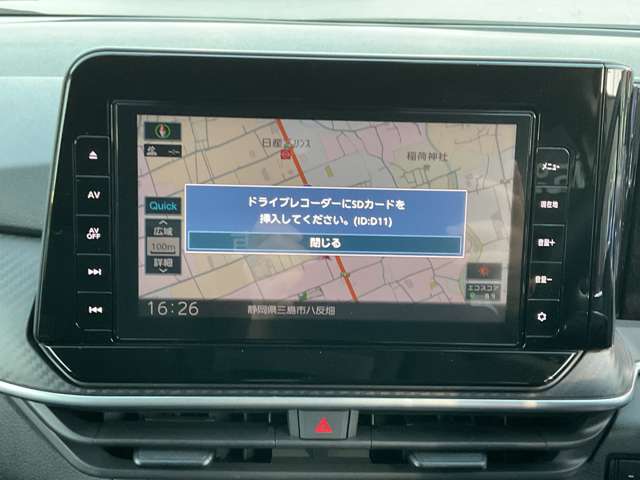 日産プリンス
稲荷神社
メニュー
AV
現在地
Quick
ドライブレコーダーにSDカードを
挿入してください。(ID:D11)
閉じる
広域
100m
詳細
AV
OFF
音量+
音量-
エコスコア
16:26
静岡県三島市八反畑